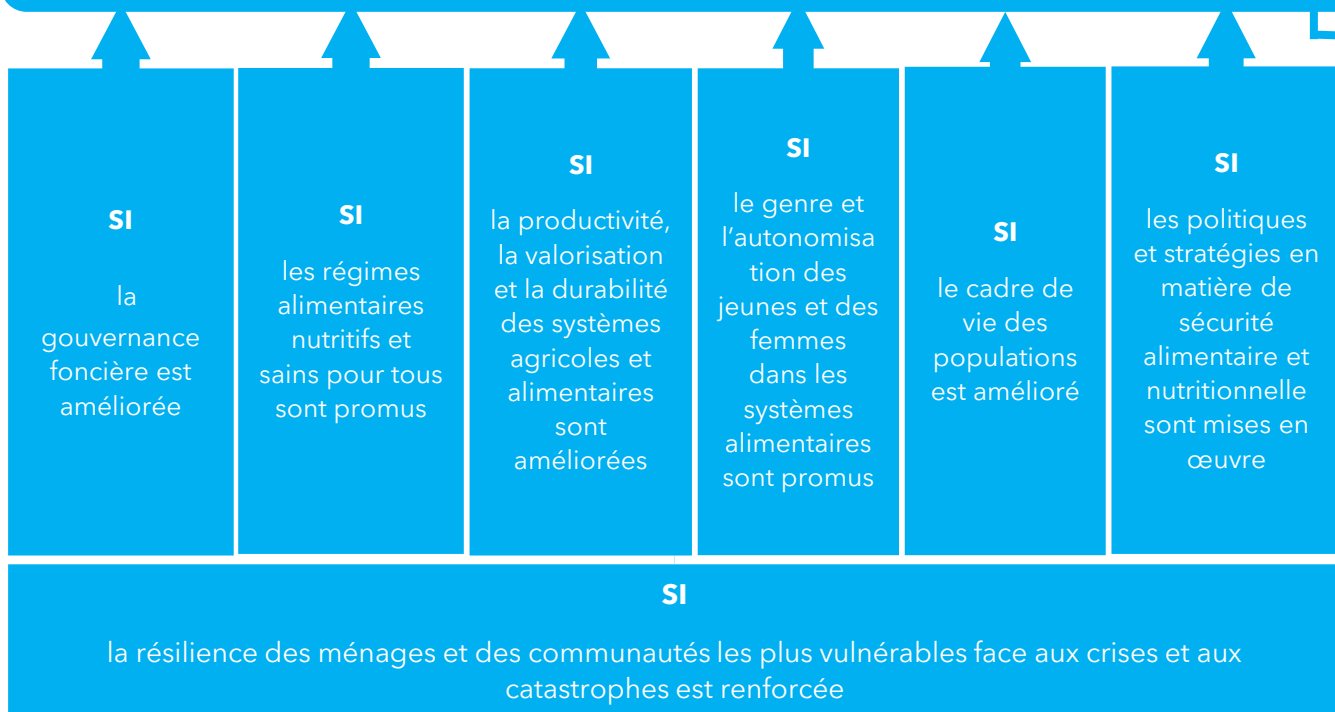 SI
la
gouvernance
foncière est
améliorée
SI
les régimes
alimentaires
nutritifs et
sains pour tous
sont promus
SI
la productivité,
la valorisation
et la durabilité
des systèmes
agricoles et
alimentaires
sont
améliorées
SI
le genre et
l’autonomisa
tion des
jeunes et des
femmes
dans les
systèmes
alimentaires
sont promus
SI
le cadre de
vie des
populations
est amélioré
SI
les politiques
et stratégies en
matière de
sécurité
alimentaire et
nutritionnelle
sont mises en
œuvre
SI
la résilience des ménages et des communautés les plus vulnérables face aux crises et aux
catastrophes est renforcée